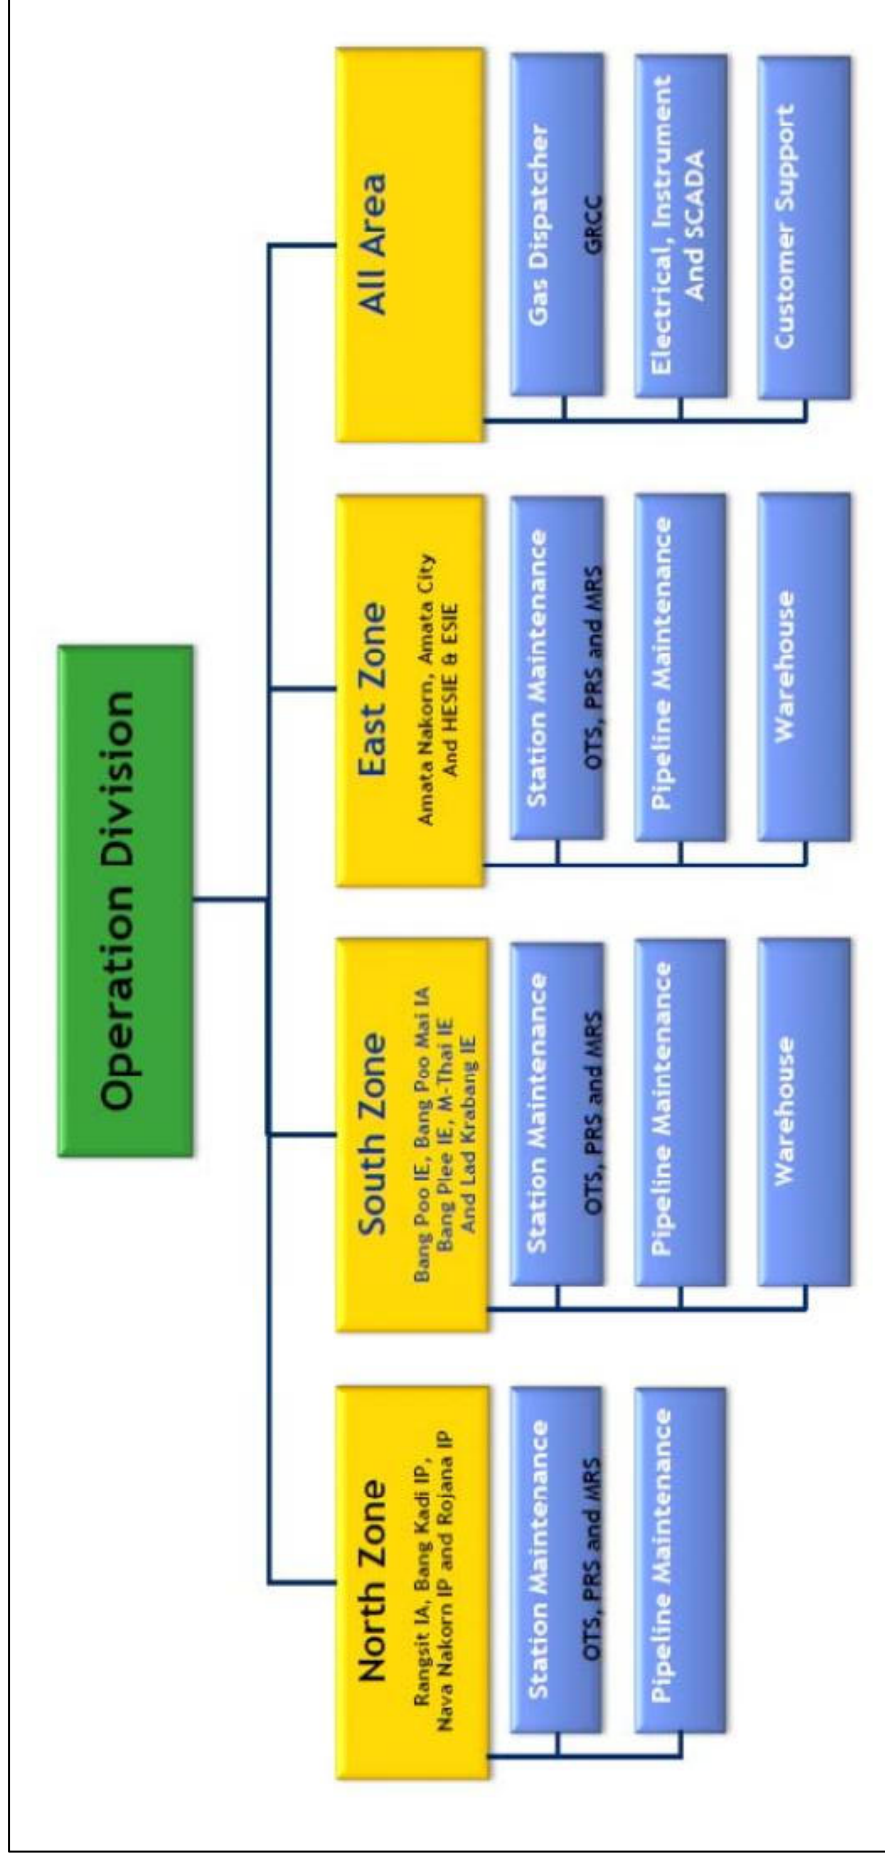 Operation Division
North Zone
Rangsit IA, Bang Kadi IP,
Nava Nakorn IP and Rojana IP
Station Maintenance
OTS, PRS and MRS
Pipeline Maintenance
South Zone
Bang Poo IE, Bang Poo Mai IA
Bang Plee IE, M-Thai IE
And Lad Krabang IE
Station Maintenance
OTS, PRS and MRS
Pipeline Maintenance
Warehouse
East Zone
Amata Nakorn, Amata City
And HESIE & ESIE
Station Maintenance
OTS, PRS and MRS
Pipeline Maintenance
Warehouse
All Area
Gas Dispatcher
GRCC
Electrical, Instrument
And SCADA
Customer Support